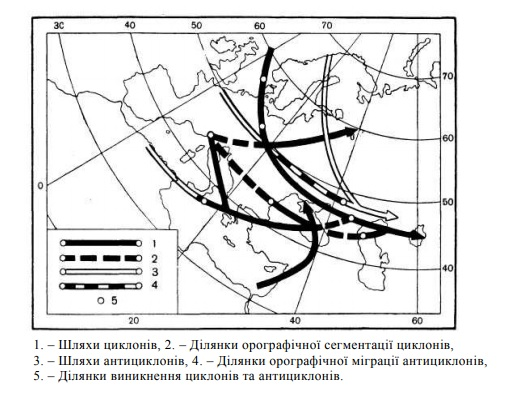 30 40 50 60 70
70
60
0
50
1
2
3
4
5
40
20 40 60
1. – Шляхи циклонів, 2. – Ділянки орографічної сегментації циклонів,
3. – Шляхи антициклонів, 4. – Ділянки орографічної міграції антициклонів,
5. – Ділянки виникнення циклонів та антициклонів.